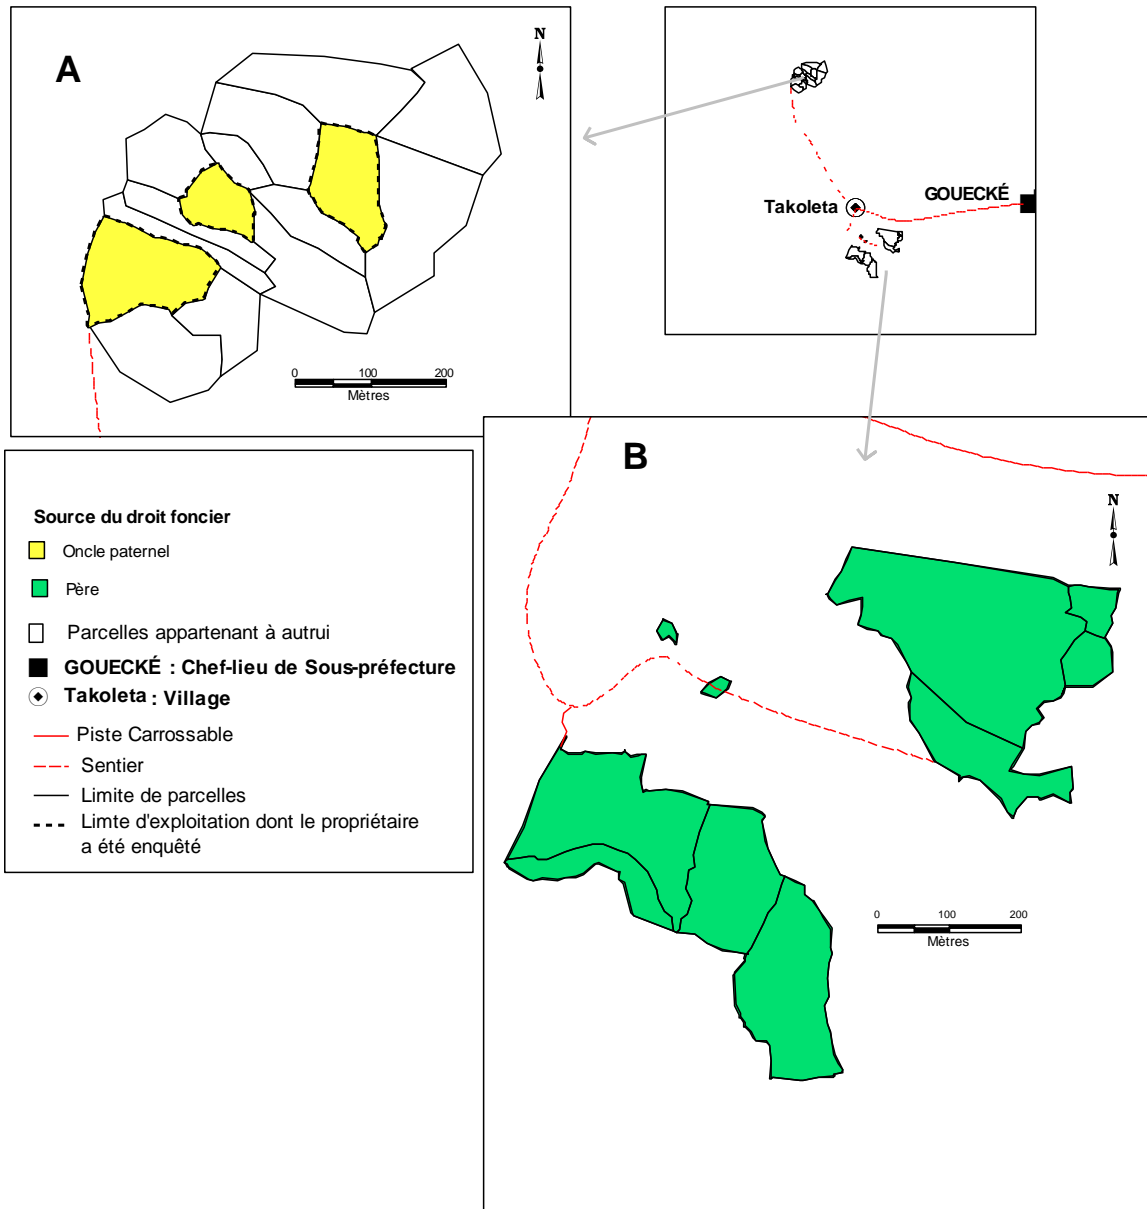 A
N
0 100 200
Mètres
Takoleta
GOUECKÉ
Source du droit foncier
Oncle paternel
Père
Parcelles appartenant à autrui
GOUECKÉ : Chef-lieu de Sous-préfecture
Takoleta : Village
Piste Carrossable
Sentier
Limite de parcelles
Limte d'exploitation dont le propriétaire
a été enquêté
B
N
0 100 200
Mètres